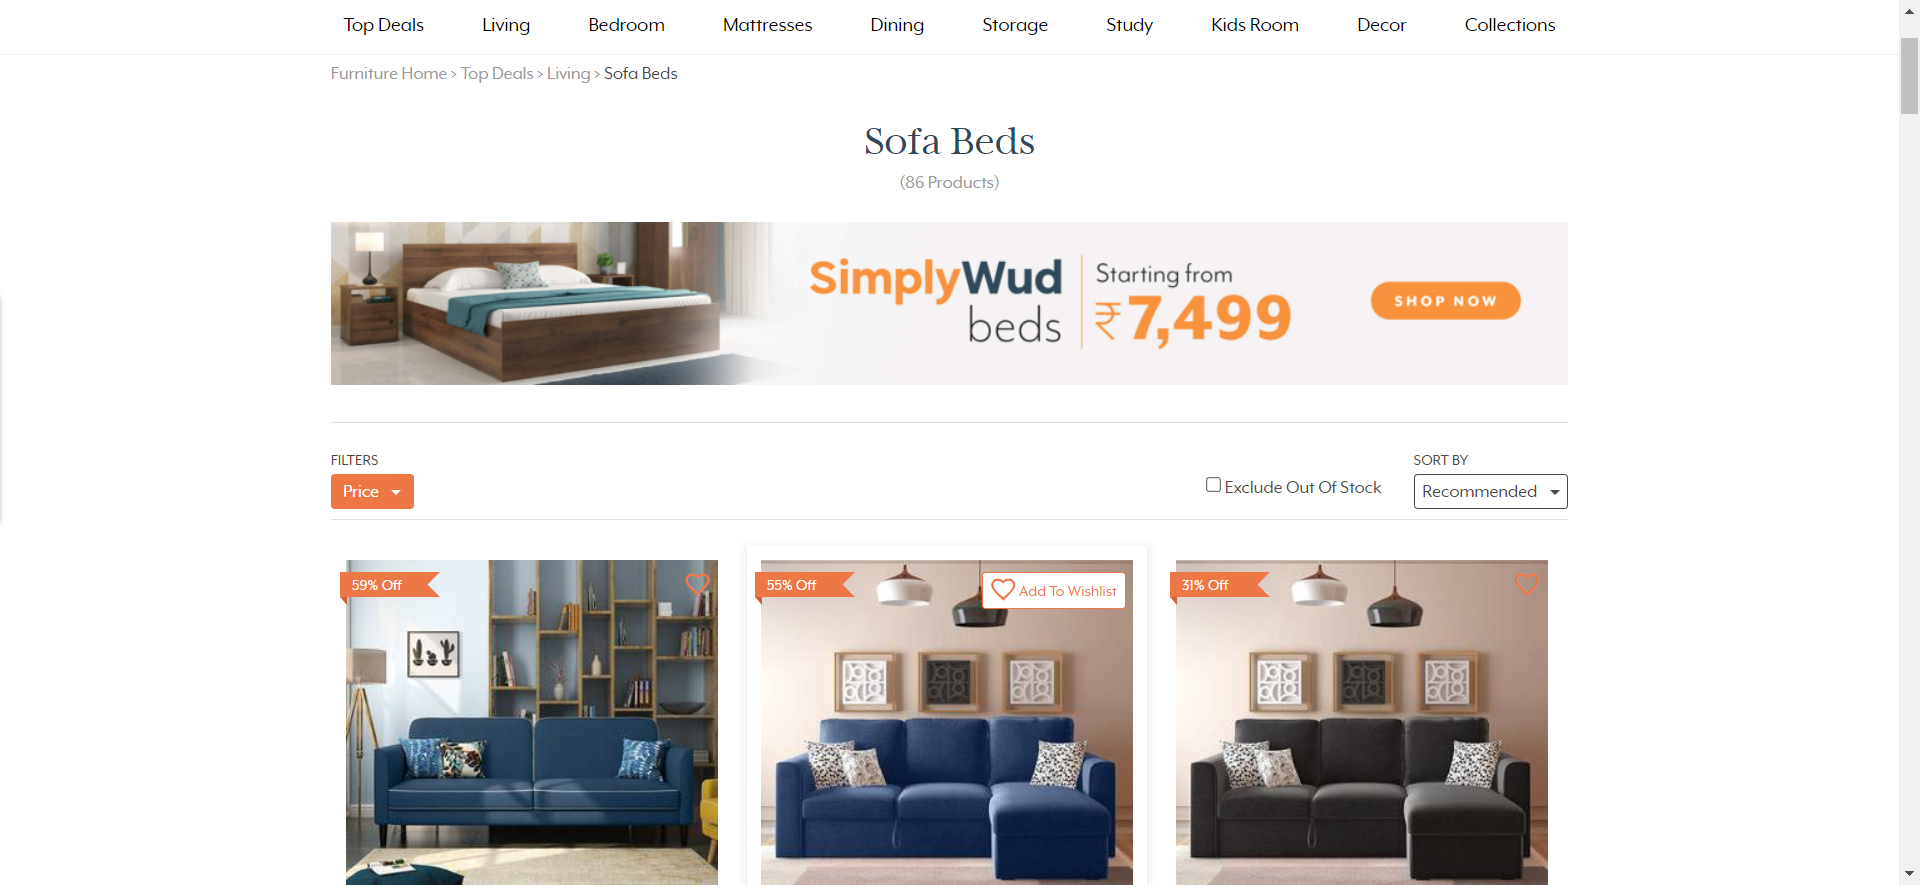 Top Deals Living Bedroom Mattresses Dining Storage Study Kids Room Decor Collections
Furniture Home > Top Deals > Living > Sofa Beds
Sofa Beds
(86 Products)
SimplyWud
beds
Starting from
₹7,499
SHOP NOW
FILTERS
Price
Exclude Out Of Stock
SORT BY
Recommended
59% Off
55% Off
Add To Wishlist
31% Off